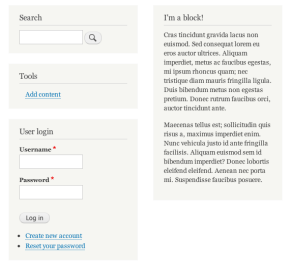 Search
Tools
Add content
User login
Username *
Password *
Log in
Create new account
Reset your password
I'm a block!
Cras tincidunt gravida lacus non
euismod. Sed consequat lorem eu
eros auctor ultrices. Aliquam
imperdiet, metus ac faucibus egestas,
mi ipsum rhoncus quam; nec
tristique diam mauris fringilla ligula.
Duis bibendum metus non egestas
pretium. Donec rutrum faucibus orci,
auctor tincidunt ante.
Maecenas tellus est; sollicitudin quis
risus a, maximus imperdiet enim.
Nunc vehicula justo id ante fringilla
facilisis. Aliquam euismod sem id
bibendum imperdiet? Donec lobortis
eleifend eleifend. Aenean nec porta
mi. Suspendisse faucibus posuere.